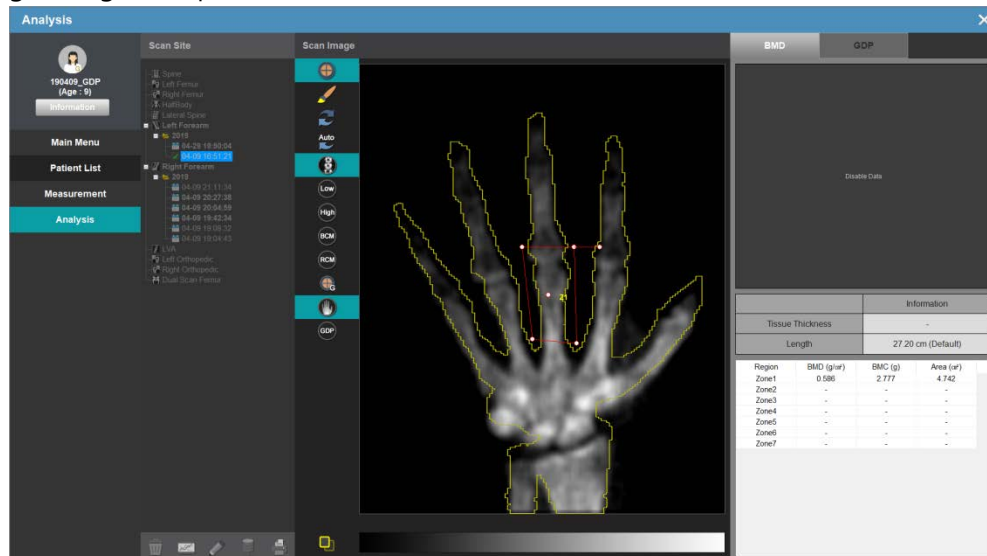 Analysis
Scan Site
Scan Image
BMD
GDP
190409_GDP
(Age : 9)
Information
Main Menu
Patient List
Measurement
Analysis
Spine
Left Femur
Right Femur
HalfBody
Lateral Spine
Left Forearm
2019
04-29 19:50:04
04-09 18:51:21
Right Forearm
2019
04-09 21:11:34
04-09 20:27:38
04-09 20:04:59
04-09 19:42:34
04-09 19:08:32
04-09 19:04:43
LVA
Left Orthopedic
Right Orthopedic
Dual Scan Femur
Auto
Low
High
BCM
RCM
G
GDP
Disable Data
Information
Tissue Thickness -
Length 27.20 cm (Default)
Region BMD (g/㎠) BMC (g) Area (㎠)
Zone1 0.586 2.777 4.742
Zone2 - - -
Zone3 - - -
Zone4 - - -
Zone5 - - -
Zone6 - - -
Zone7 - - -